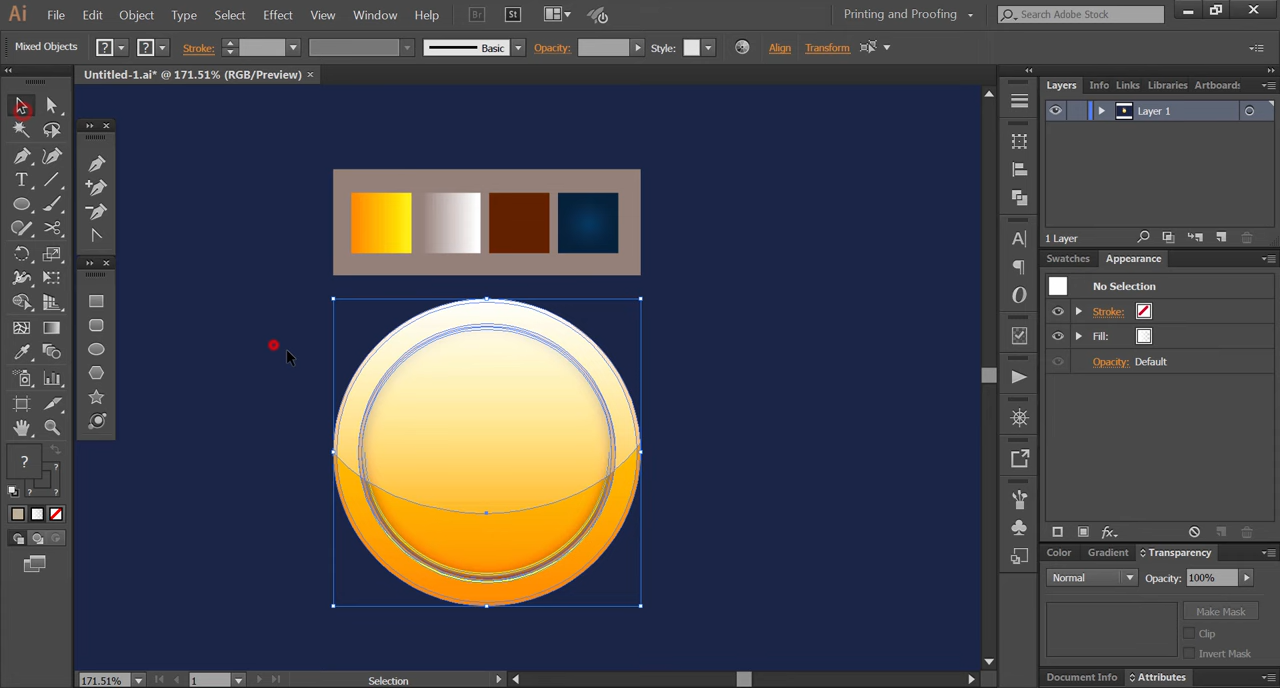 Ai File Edit Object Type Select Effect View Window Help Br St Printing and Proofing Search Adobe Stock
Mixed Objects ? ? Stroke: Basic Opacity: Style: Align Transform
Untitled-1.ai* @ 171.51% (RGB/Preview) ×
Layers Info Links Libraries Artboards
Layer 1
1 Layer
Swatches Appearance
No Selection
Stroke:
Fill:
Opacity: Default
?
?
? ?
Color Gradient Transparency
Normal Opacity: 100%
Make Mask
Clip
Invert Mask
171.51% 1 Selection
Document Info Attributes